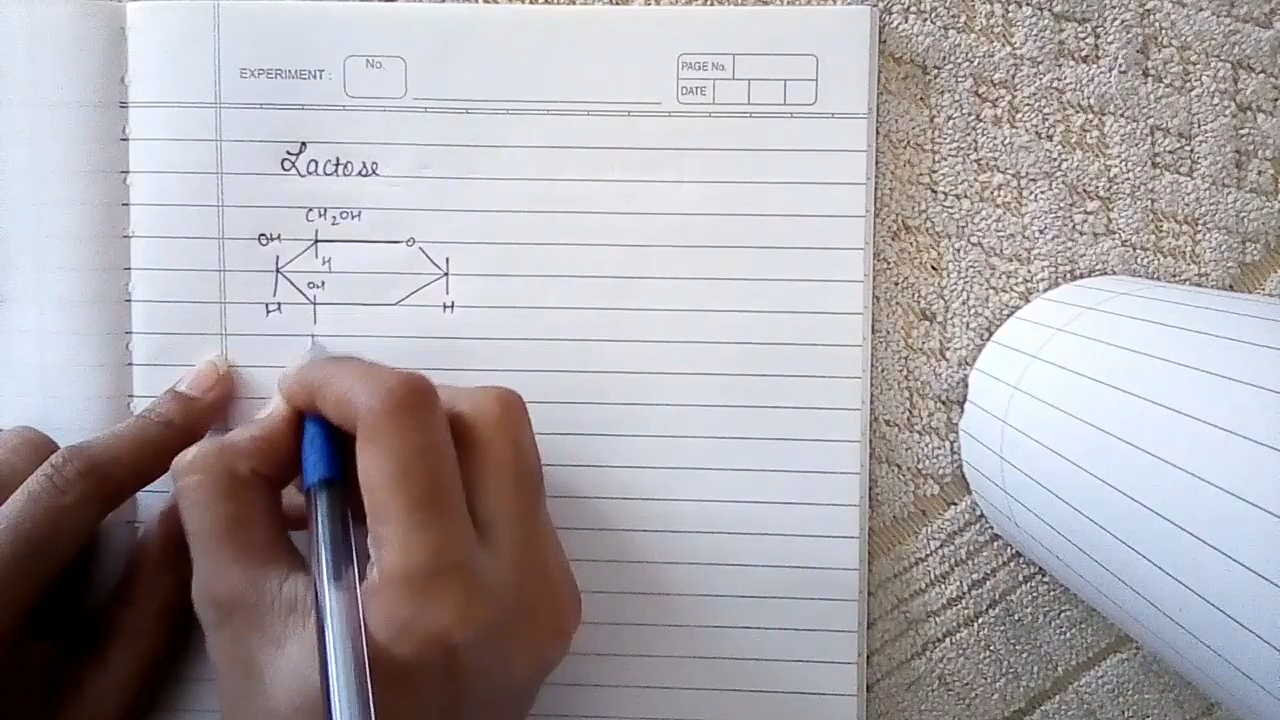 No.
EXPERIMENT :
PAGE No.
DATE
Lactose
CH₂OH
OH
O
H
OH
H
H